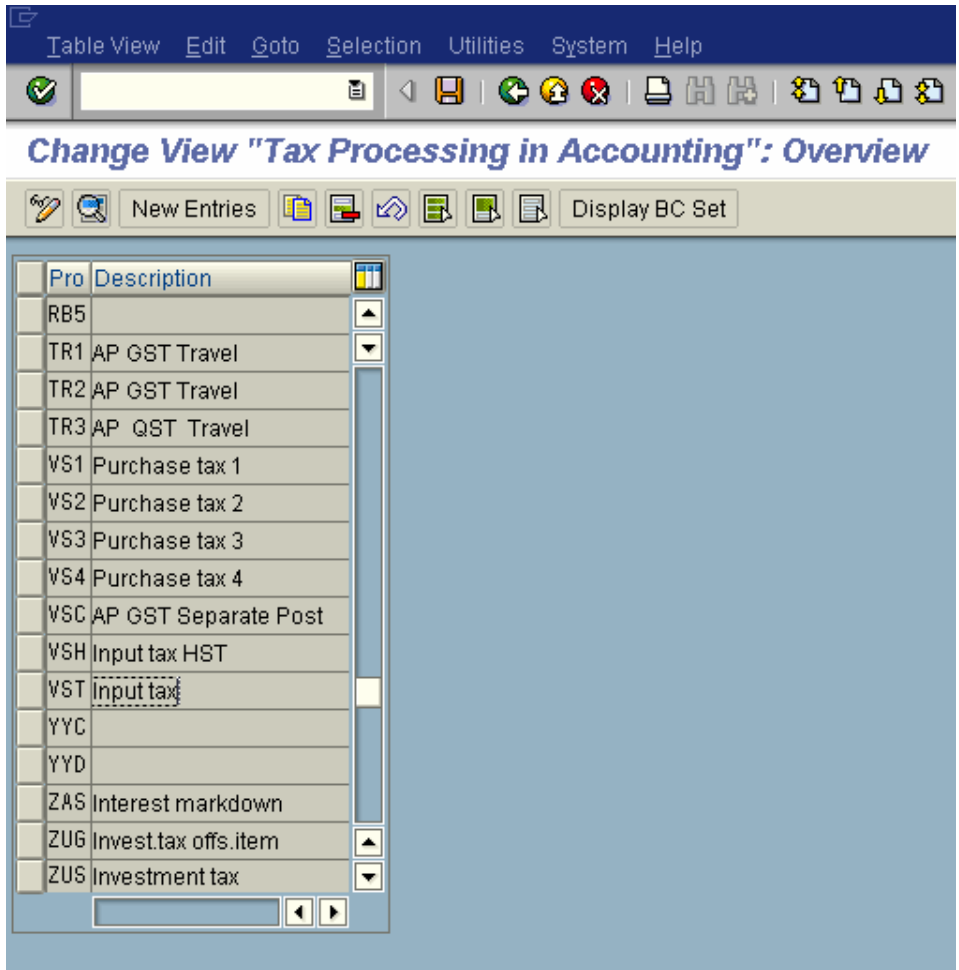 Table View Edit Goto Selection Utilities System Help
Change View "Tax Processing in Accounting": Overview
New Entries Display BC Set
Pro Description
RB5
TR1 AP GST Travel
TR2 AP GST Travel
TR3 AP QST Travel
VS1 Purchase tax 1
VS2 Purchase tax 2
VS3 Purchase tax 3
VS4 Purchase tax 4
VSC AP GST Separate Post
VSH Input tax HST
VST Input tax
YYC
YYD
ZAS Interest markdown
ZUG Invest.tax offs.item
ZUS Investment tax